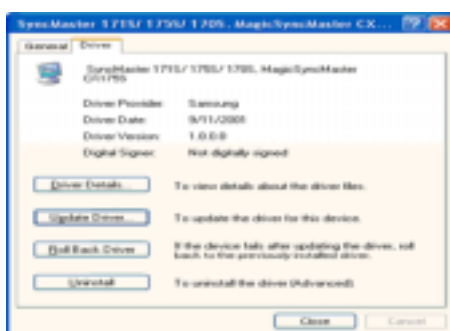 SyncMaster 171S/ 175S/ 170S, MagicSyncMaster CX...
General Driver
SyncMaster 171S/ 175S/ 170S, MagicSyncMaster
CX175S
Driver Provider: Samsung
Driver Date: 9/11/2001
Driver Version: 1.0.0.0
Digital Signer: Not digitally signed
Driver Details... To view details about the driver files.
Update Driver... To update the driver for this device.
Roll Back Driver If the device fails after updating the driver, roll
back to the previously installed driver.
Uninstall To uninstall the driver (Advanced).
Close Cancel